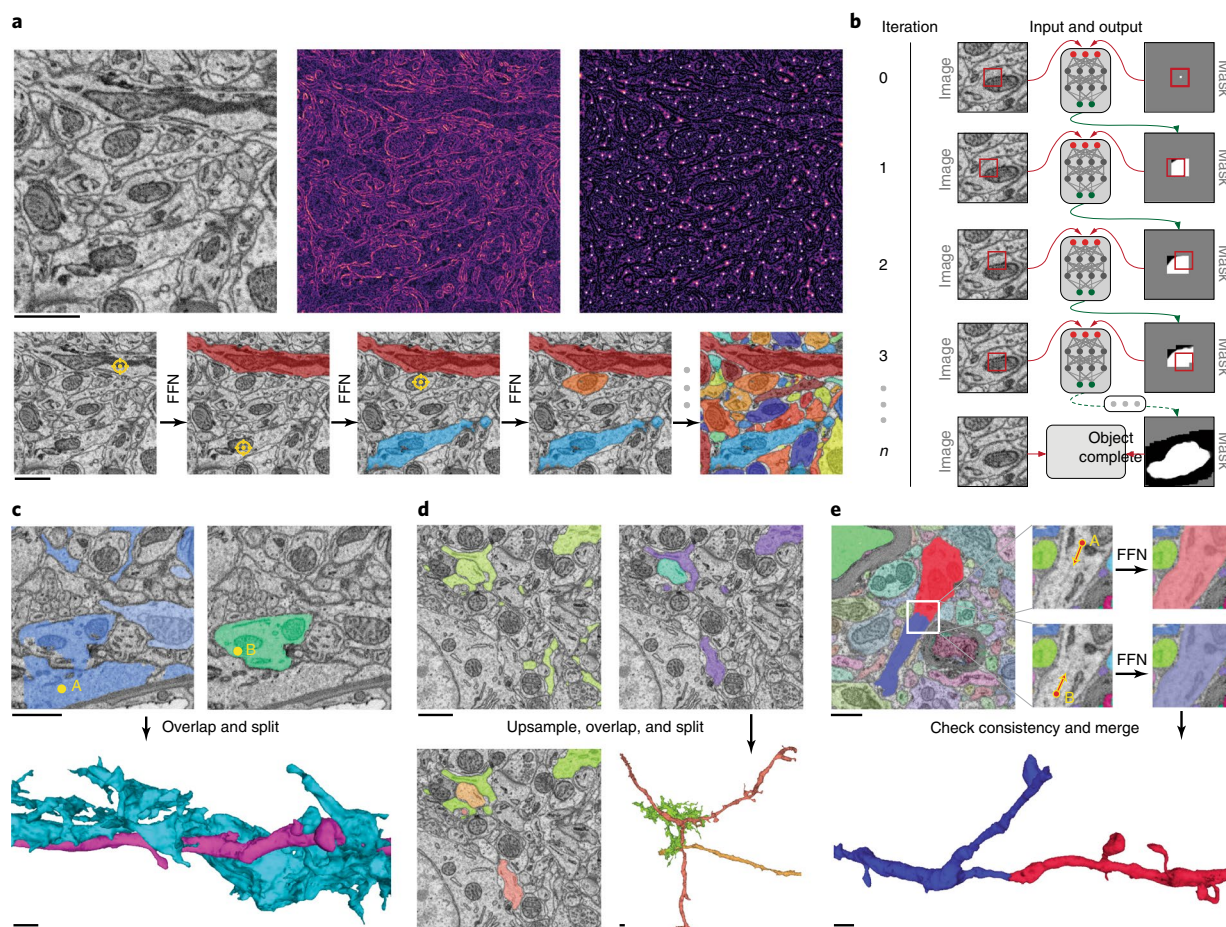 a
FFN
FFN
FFN
b
Iteration
Input and output
0
Image
Mask
1
Image
Mask
2
Image
Mask
3
Image
Mask
n
Image
Object
complete
Mask
c
A
B
Overlap and split
d
Upsample, overlap, and split
e
A
FFN
B
FFN
Check consistency and merge